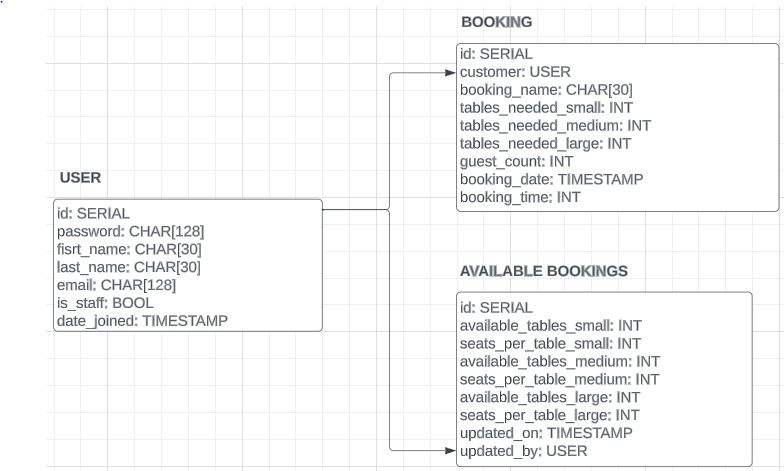 USER
id: SERIAL
password: CHAR[128]
fisrt_name: CHAR[30]
last_name: CHAR[30]
email: CHAR[128]
is_staff: BOOL
date_joined: TIMESTAMP
BOOKING
id: SERIAL
customer: USER
booking_name: CHAR[30]
tables_needed_small: INT
tables_needed_medium: INT
tables_needed_large: INT
guest_count: INT
booking_date: TIMESTAMP
booking_time: INT
AVAILABLE BOOKINGS
id: SERIAL
available_tables_small: INT
seats_per_table_small: INT
available_tables_medium: INT
seats_per_table_medium: INT
available_tables_large: INT
seats_per_table_large: INT
updated_on: TIMESTAMP
updated_by: USER